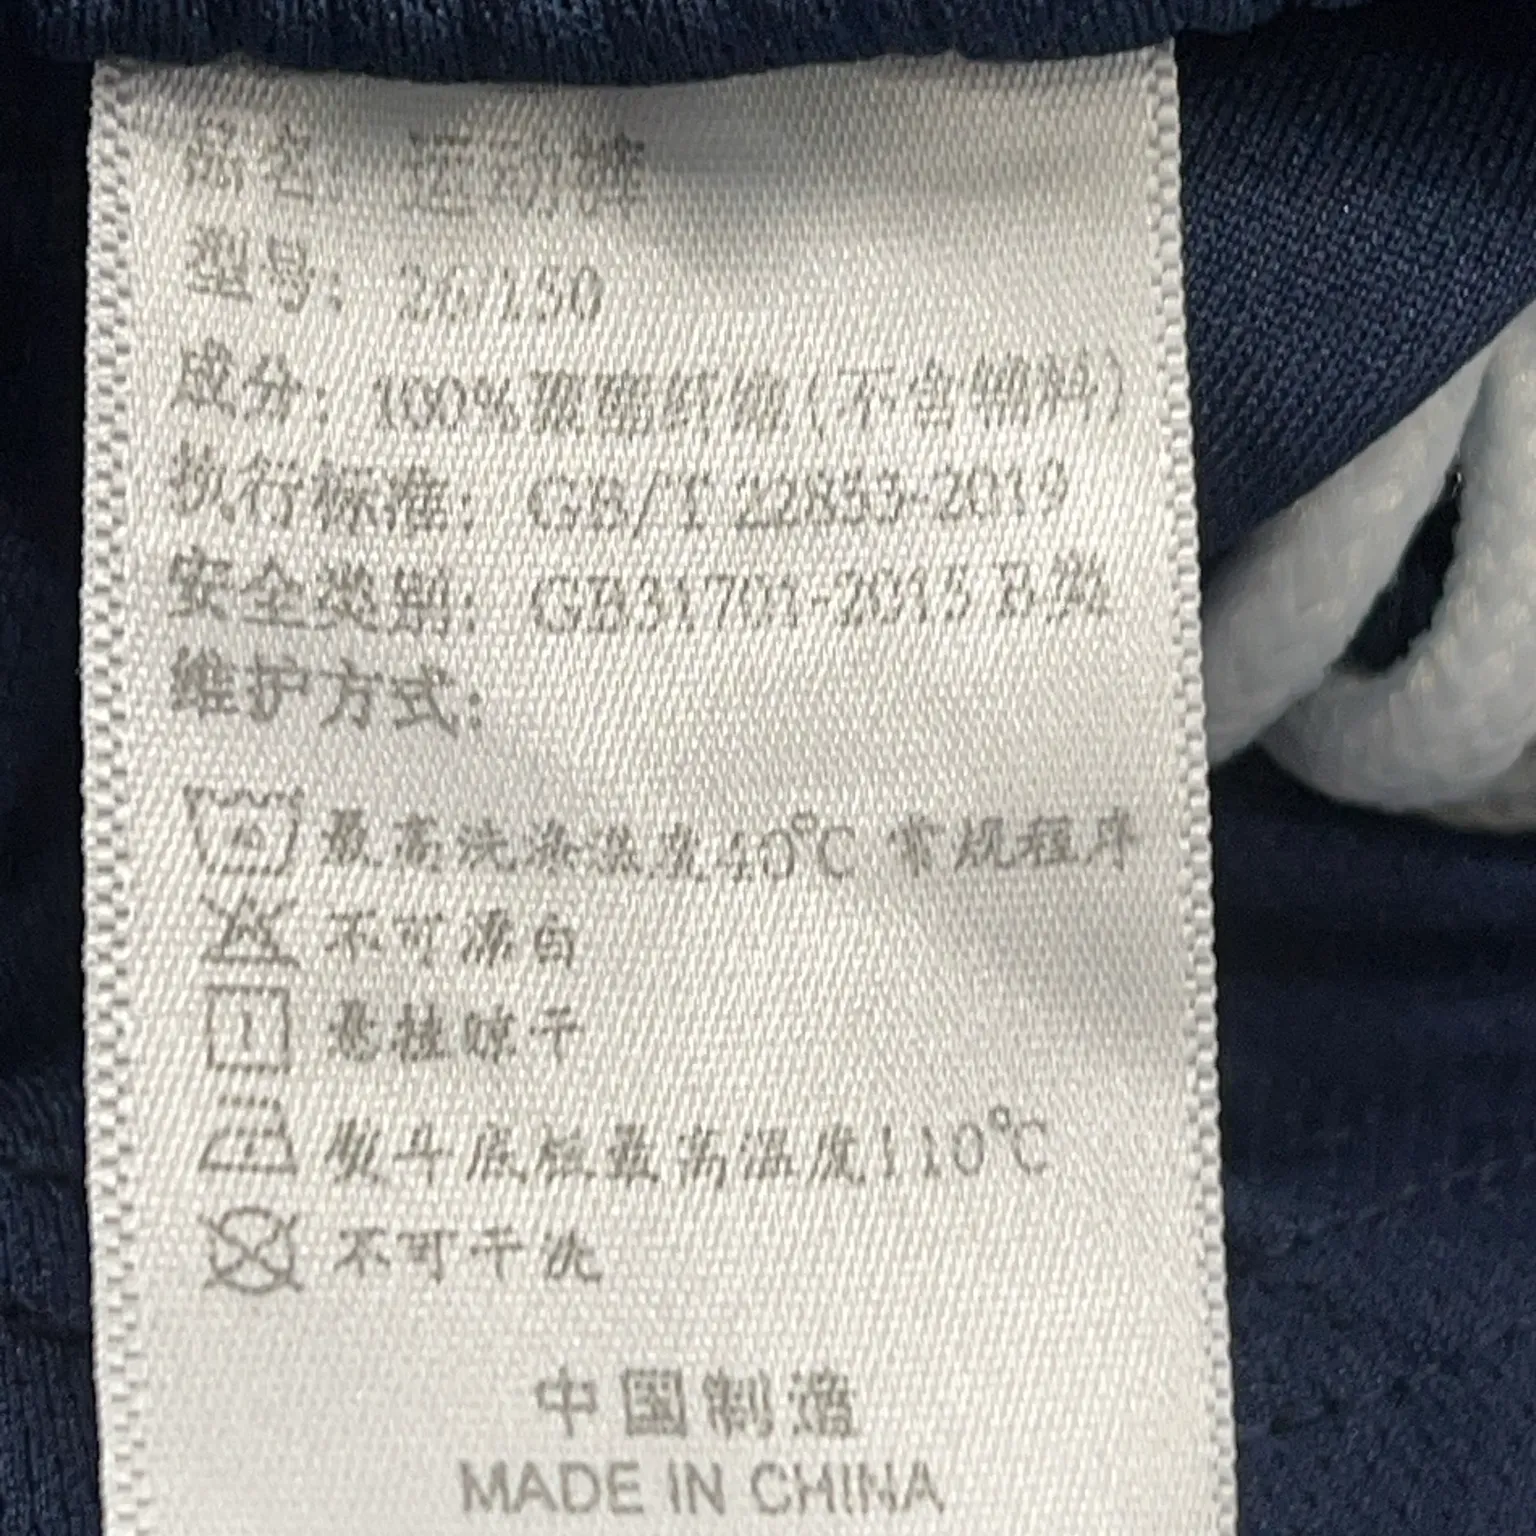 品名： 运动裤
型号： 26/150
成分： 100%聚酯纤维(不含辅料)
执行标准： GB/T 22853-2019
安全类别： GB31701-2015 B类
维护方式：
40 最高洗涤温度40℃ 常规程序
不可漂白
悬挂晾干
熨斗底板最高温度110℃
不可干洗
中国制造
MADE IN CHINA